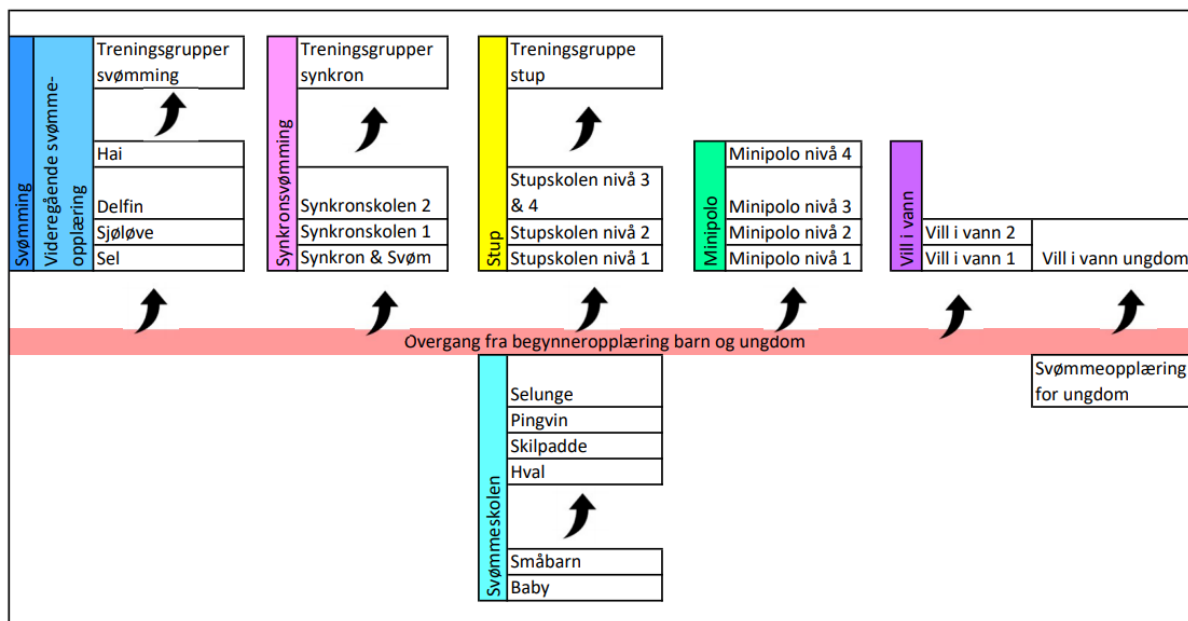 Svømming
Videregående svømme-
opplæring
Treningsgrupper
svømming
Hai
Delfin
Sjøløve
Sel
Synkronsvømming
Treningsgrupper
synkron
Synkronskolen 2
Synkronskolen 1
Synkron & Svøm
Stup
Treningsgruppe
stup
Stupskolen nivå 3
& 4
Stupskolen nivå 2
Stupskolen nivå 1
Minipolo
Minipolo nivå 4
Minipolo nivå 3
Minipolo nivå 2
Minipolo nivå 1
Vill i vann
Vill i vann 2
Vill i vann 1
Vill i vann ungdom
Overgang fra begynneropplæring barn og ungdom
Svømmeskolen
Selunge
Pingvin
Skilpadde
Hval
Småbarn
Baby
Svømmeopplæring
for ungdom